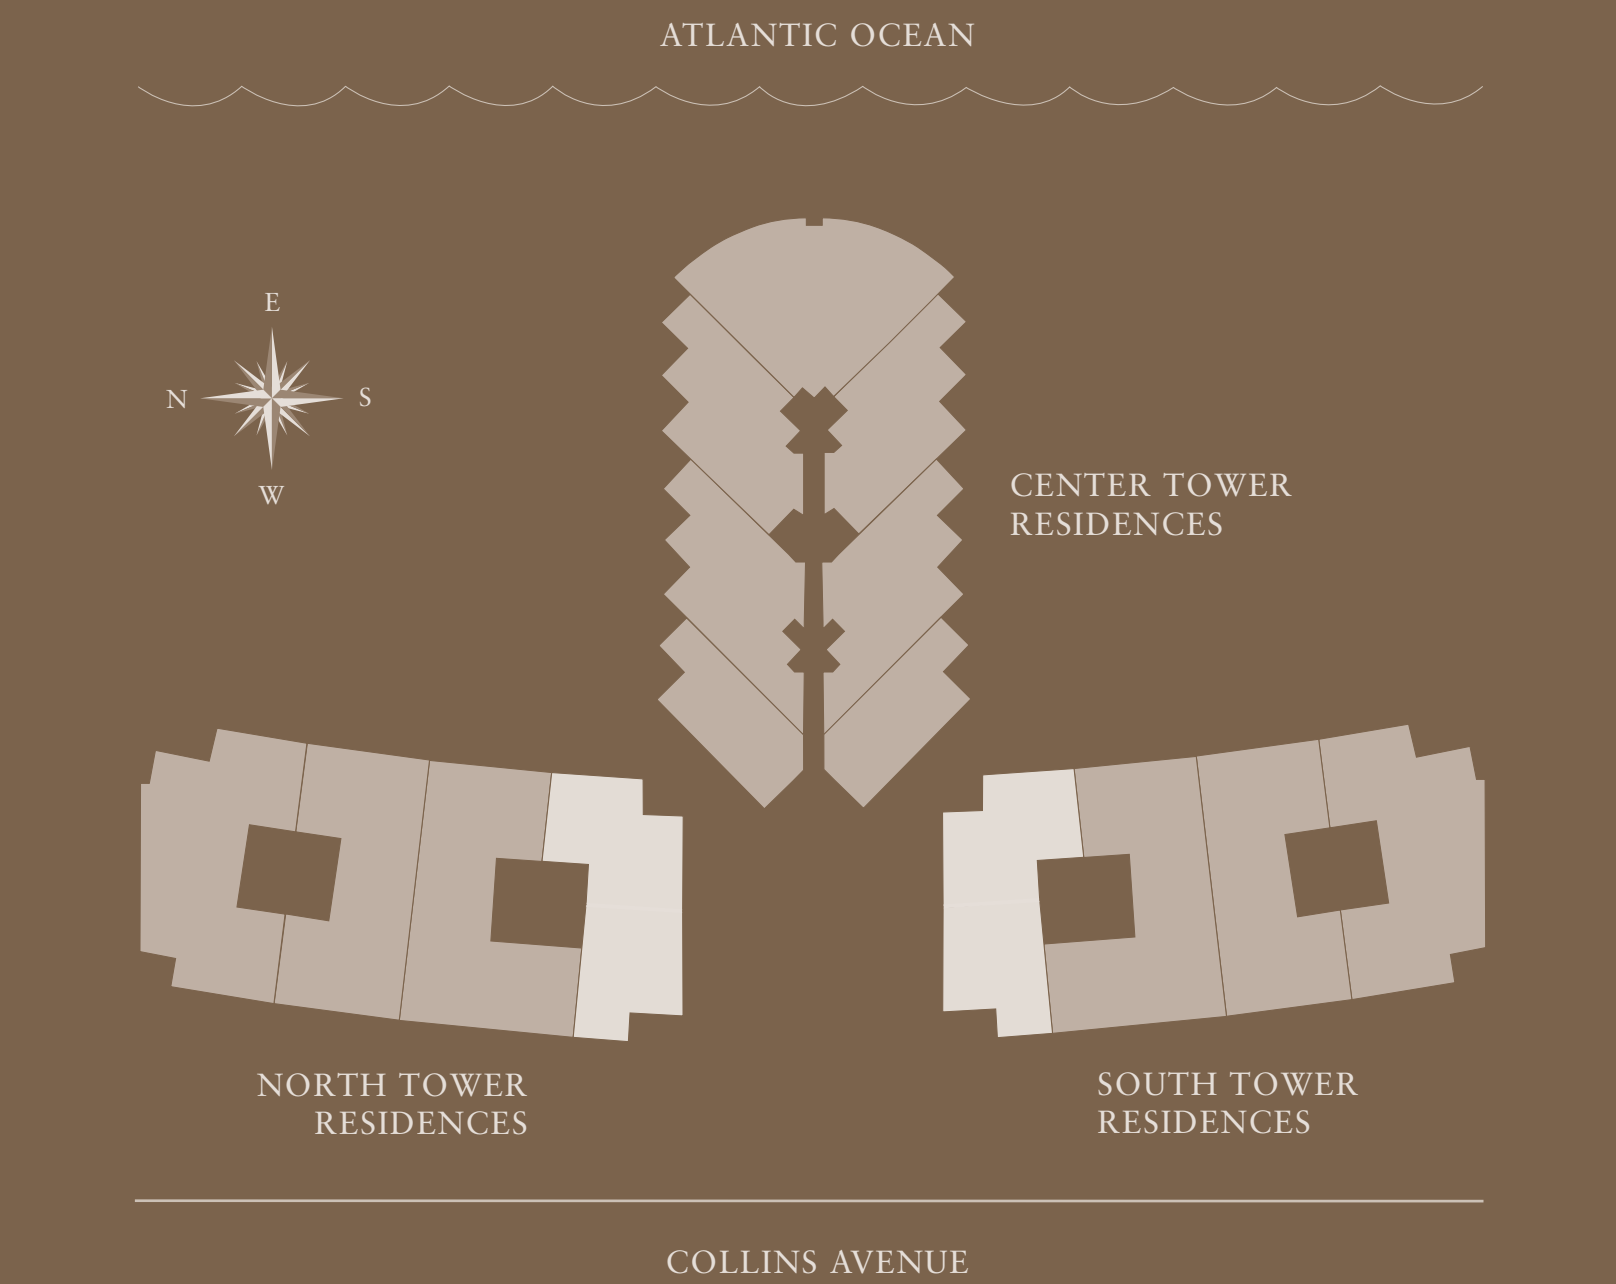 ATLANTIC OCEAN
E
N
S
W
CENTER TOWER
RESIDENCES
NORTH TOWER
RESIDENCES
SOUTH TOWER
RESIDENCES
COLLINS AVENUE